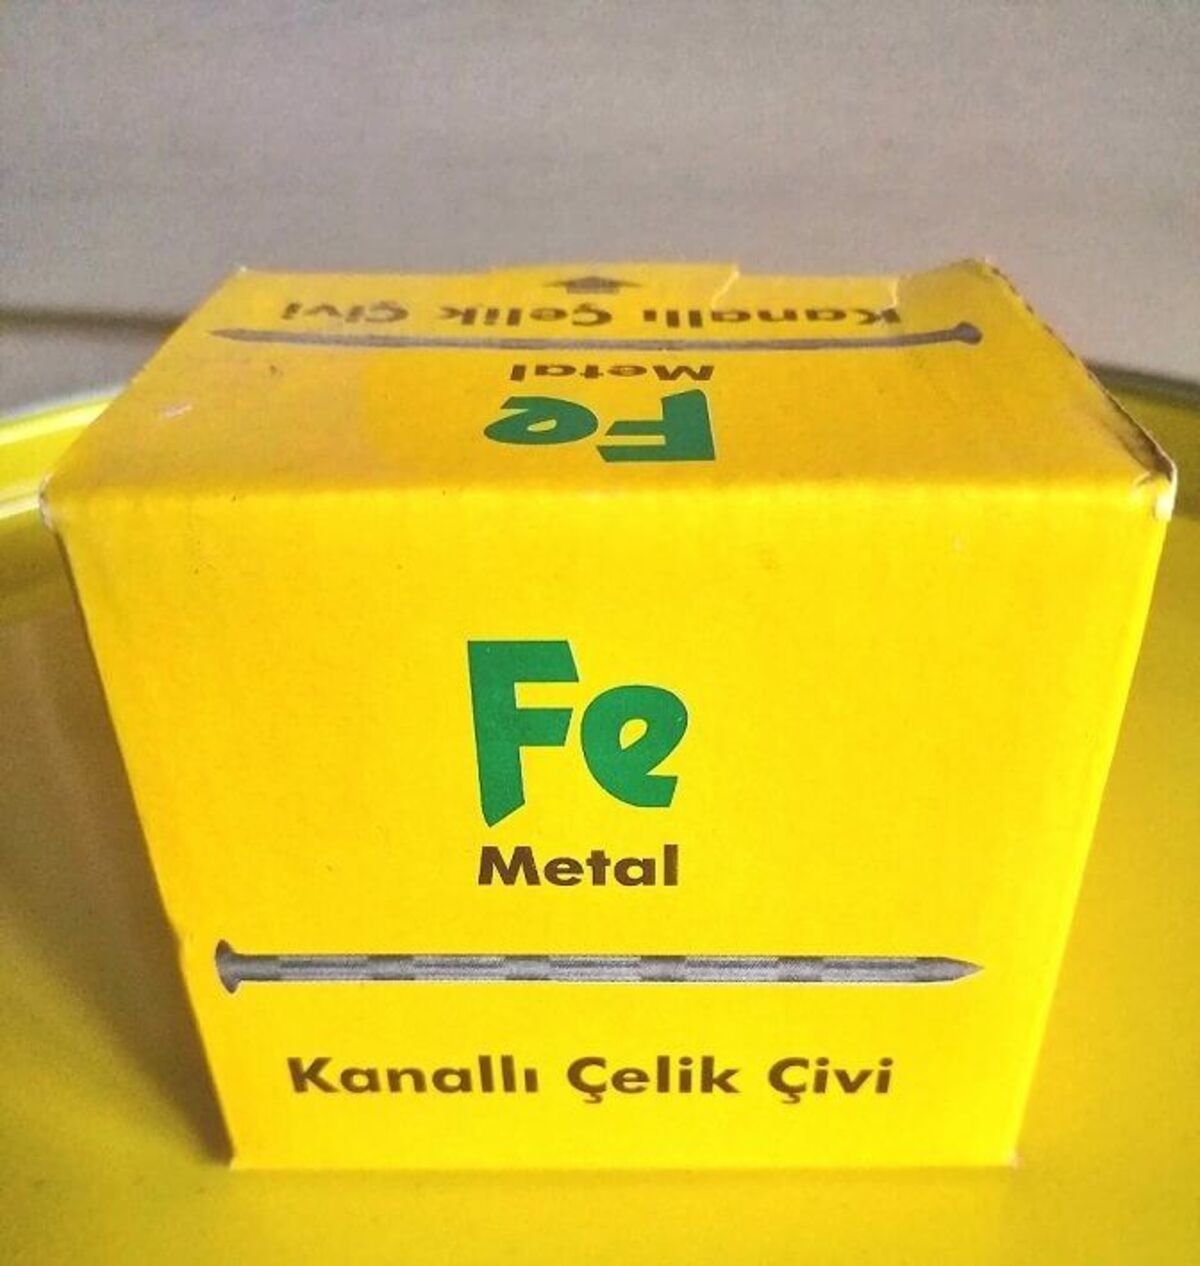 Kanallı Çelik Çivi
Metal
Fe
Fe
Metal
Kanallı Çelik Çivi